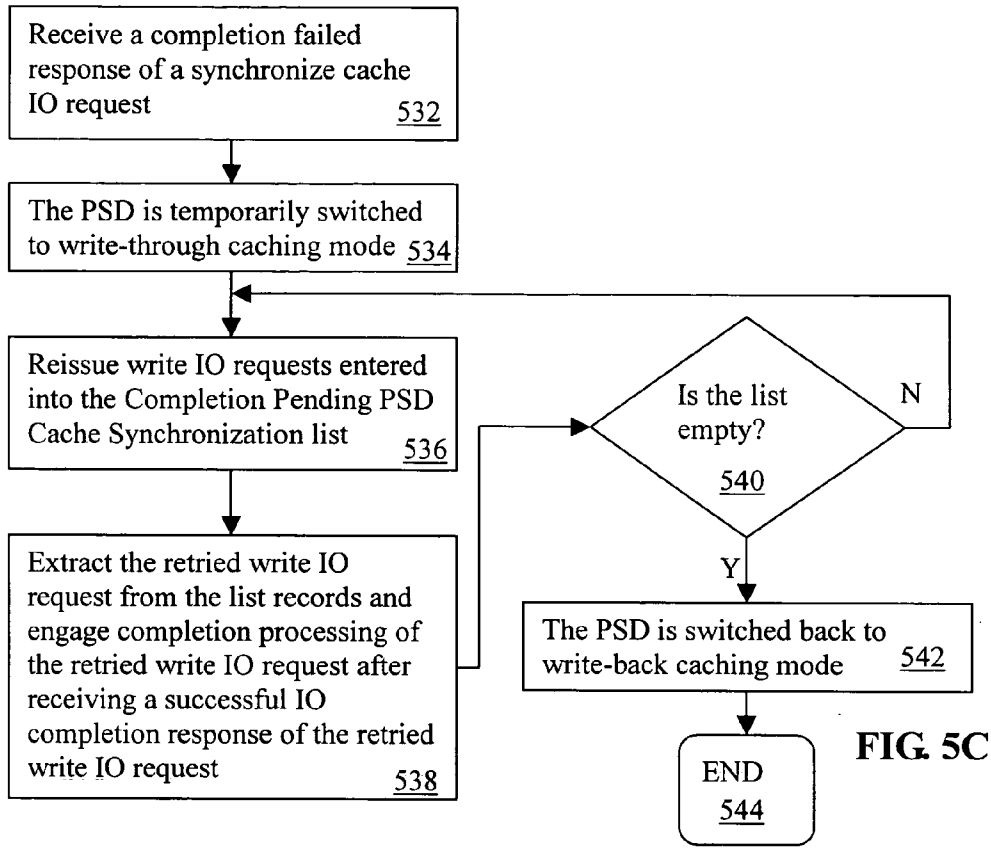 Receive a completion failed
response of a synchronize cache
IO request
532
The PSD is temporarily switched
to write-through caching mode 534
Reissue write IO requests entered
into the Completion Pending PSD
Cache Synchronization list
536
Extract the retried write IO
request from the list records and
engage completion processing of
the retried write IO request after
receiving a successful IO
completion response of the retried
write IO request
538
Is the list
empty?
540
N
Y
The PSD is switched back to
write-back caching mode
542
END
544
FIG. 5C